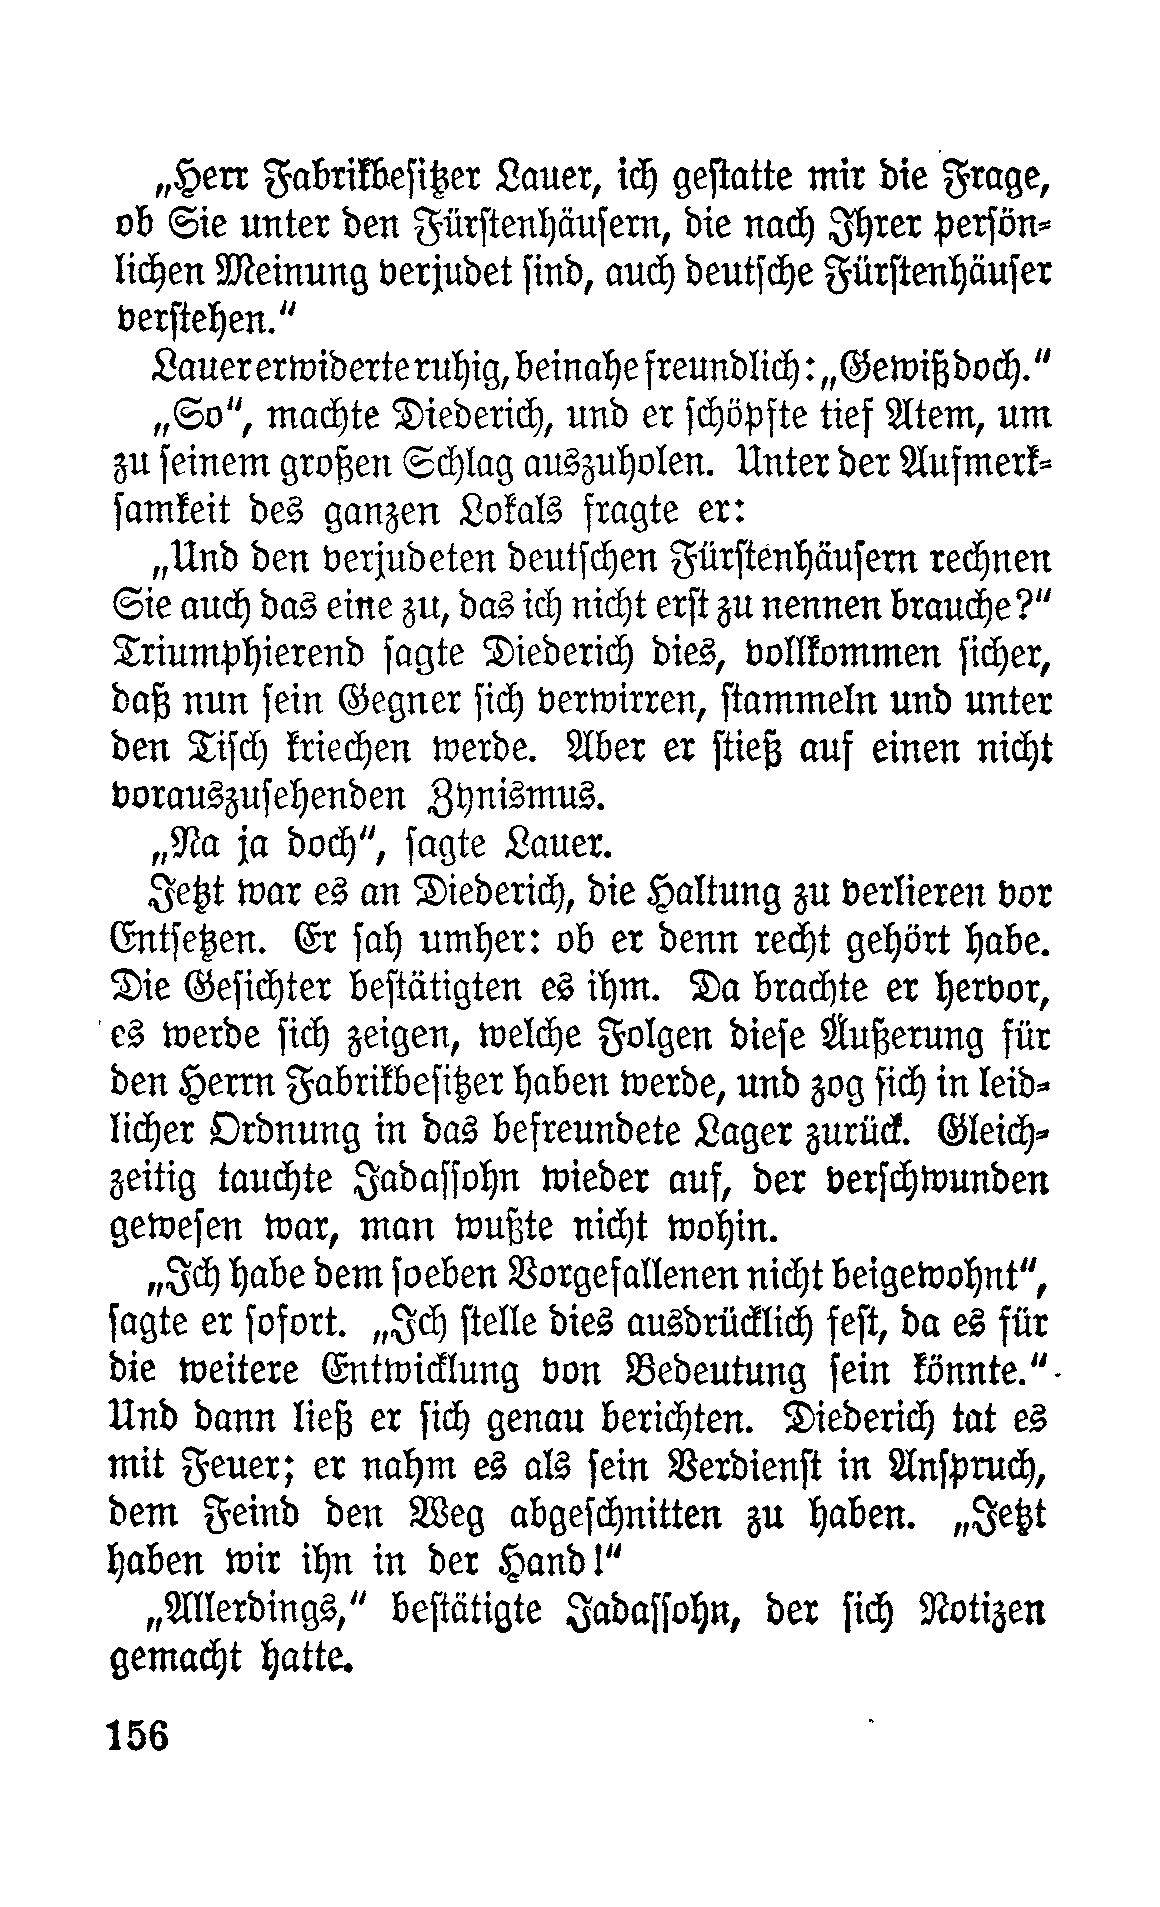 „Herr Fabrikbesitzer Lauer, ich gestatte mir die Frage,
ob Sie unter den Fürstenhäusern, die nach Ihrer persön-
lichen Meinung verjudet sind, auch deutsche Fürstenhäuser
verstehen.“
Lauer erwiderte ruhig, beinahe freundlich: „Gewiß doch.“
„So“, machte Diederich, und er schöpfte tief Atem, um
zu seinem großen Schlag auszuholen. Unter der Aufmerk-
samkeit des ganzen Lokals fragte er:
„Und den verjudeten deutschen Fürstenhäusern rechnen
Sie auch das eine zu, das ich nicht erst zu nennen brauche?“
Triumphierend sagte Diederich dies, vollkommen sicher,
daß nun sein Gegner sich verwirren, stammeln und unter
den Tisch kriechen werde. Aber er stieß auf einen nicht
vorauszusehenden Zynismus.
„Na ja doch“, sagte Lauer.
Jetzt war es an Diederich, die Haltung zu verlieren vor
Entsetzen. Er sah umher: ob er denn recht gehört habe.
Die Gesichter bestätigten es ihm. Da brachte er hervor,
es werde sich zeigen, welche Folgen diese Äußerung für
den Herrn Fabrikbesitzer haben werde, und zog sich in leid-
licher Ordnung in das befreundete Lager zurück. Gleich-
zeitig tauchte Jadassohn wieder auf, der verschwunden
gewesen war, man wußte nicht wohin.
„Ich habe dem soeben Vorgefallenen nicht beigewohnt“,
sagte er sofort. „Ich stelle dies ausdrücklich fest, da es für
die weitere Entwicklung von Bedeutung sein könnte.“
Und dann ließ er sich genau berichten. Diederich tat es
mit Feuer; er nahm es als sein Verdienst in Anspruch,
dem Feind den Weg abgeschnitten zu haben. „Jetzt
haben wir ihn in der Hand!“
„Allerdings,“ bestätigte Jadassohn, der sich Notizen
gemacht hatte.
156